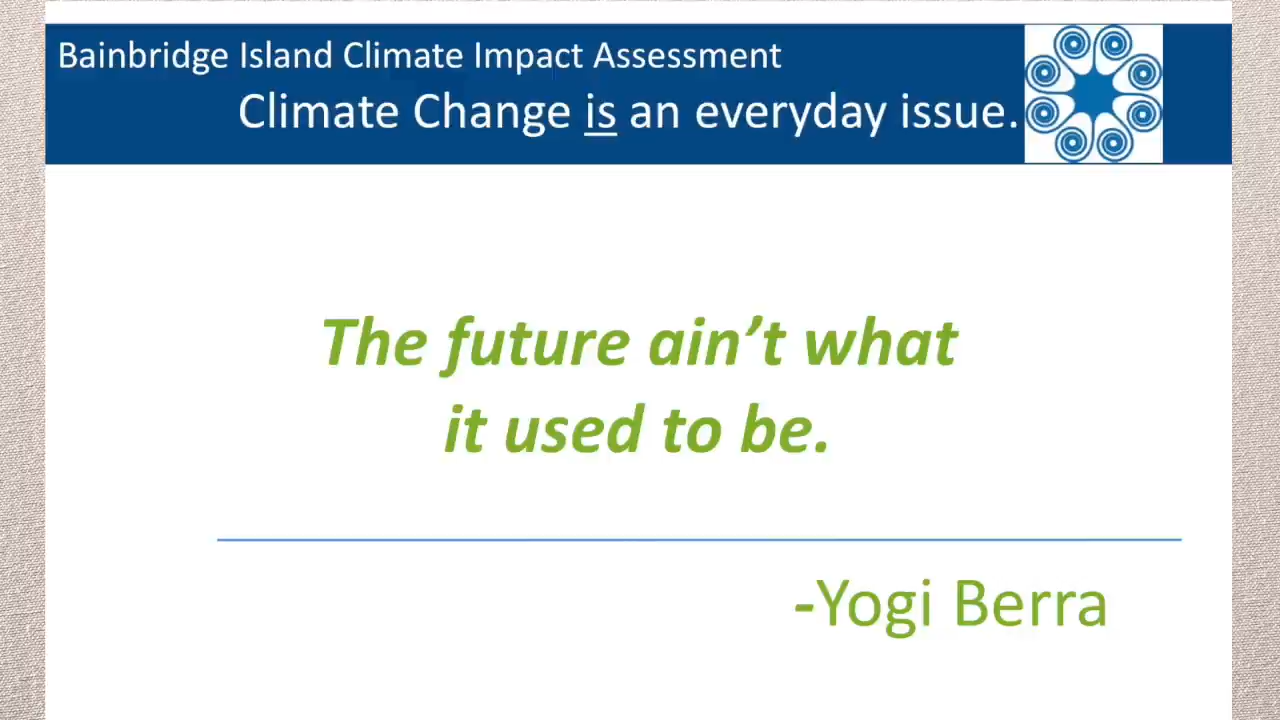 Bainbridge Island Climate Impact Assessment
Climate Change is an everyday issue.
The future ain’t what
it used to be.
-Yogi Berra